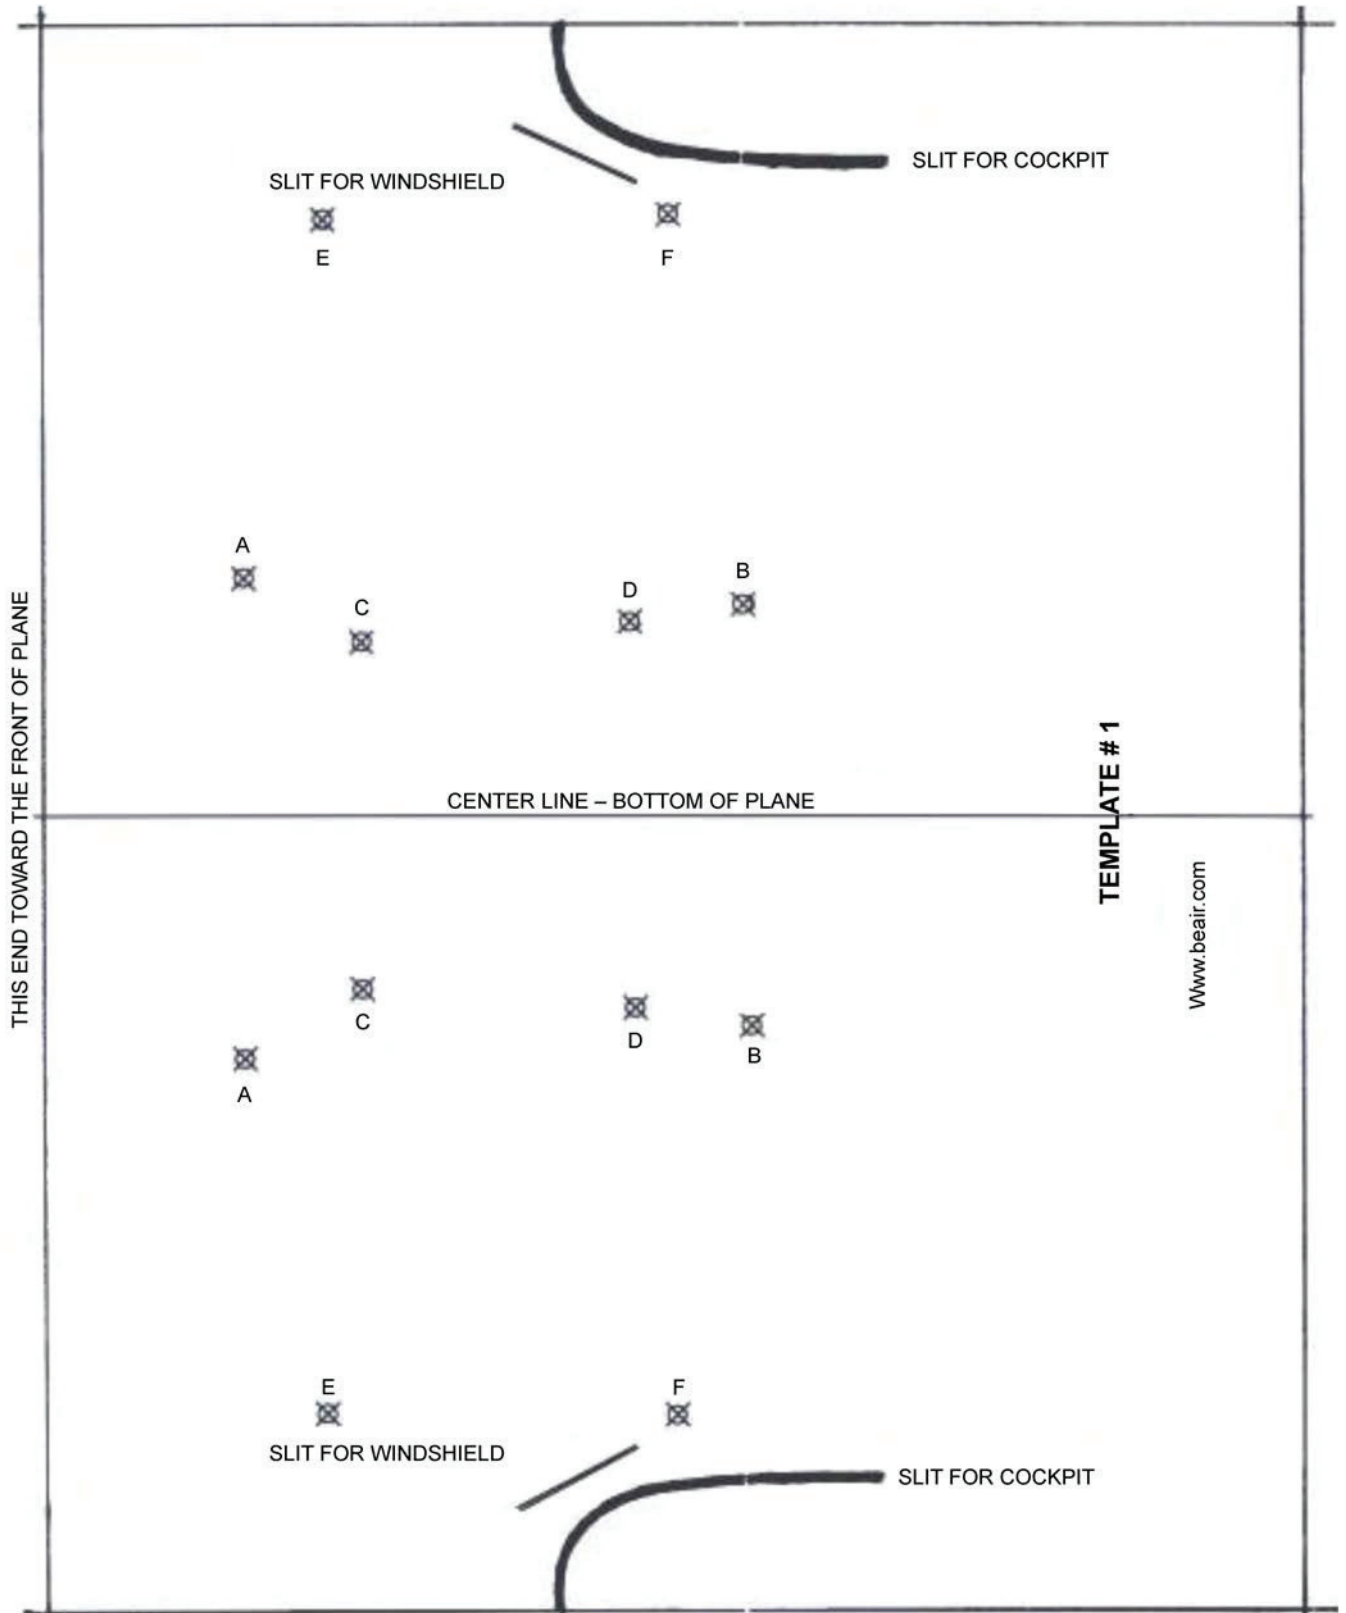 SLIT FOR COCKPIT
SLIT FOR WINDSHIELD
E
F
A
B
D
C
THIS END TOWARD THE FRONT OF PLANE
CENTER LINE – BOTTOM OF PLANE
TEMPLATE # 1
Www.beair.com
C
D
B
A
E
F
SLIT FOR WINDSHIELD
SLIT FOR COCKPIT